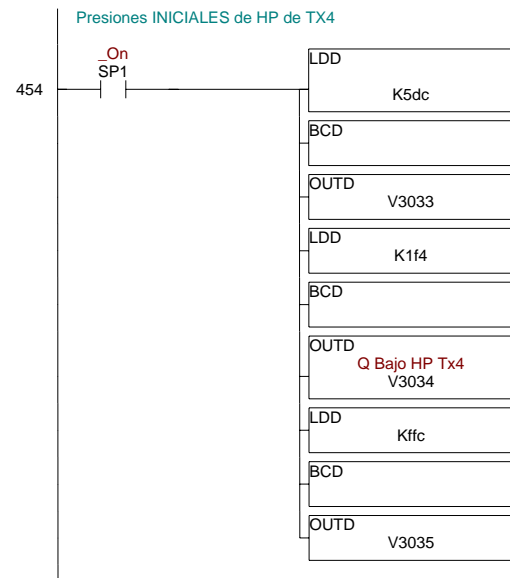 Presiones INICIALES de HP de TX4
_On
SP1
454
LDD
K5dc
BCD
OUTD
V3033
LDD
K1f4
BCD
OUTD
Q Bajo HP Tx4
V3034
LDD
Kffc
BCD
OUTD
V3035